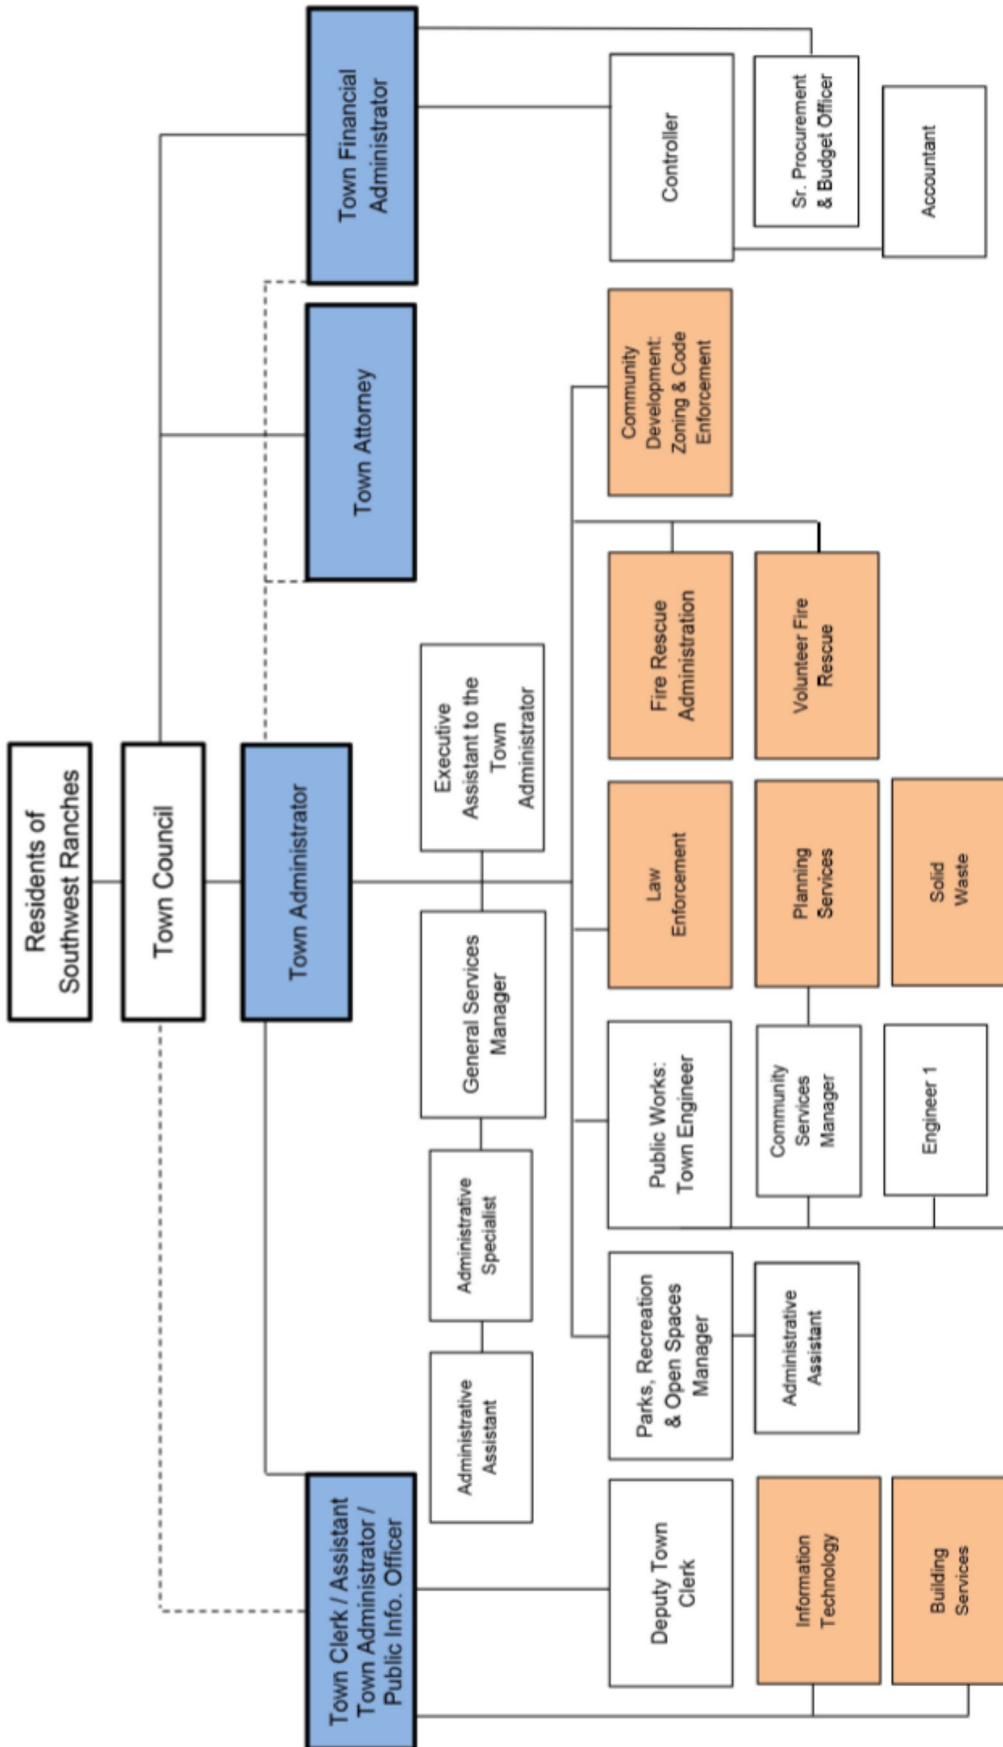 Residents of
Southwest Ranches
Town Council
Town Administrator
Town Clerk / Assistant
Town Administrator /
Public Info. Officer
Town Attorney
Town Financial
Administrator
Administrative
Assistant
Administrative
Specialist
General Services
Manager
Executive
Assistant to the
Town
Administrator
Deputy Town
Clerk
Parks, Recreation
& Open Spaces
Manager
Public Works:
Town Engineer
Law
Enforcement
Fire Rescue
Administration
Community
Development:
Zoning & Code
Enforcement
Controller
Information
Technology
Administrative
Assistant
Community
Services
Manager
Planning
Services
Volunteer Fire
Rescue
Sr. Procurement
& Budget Officer
Building
Services
Engineer 1
Solid
Waste
Accountant